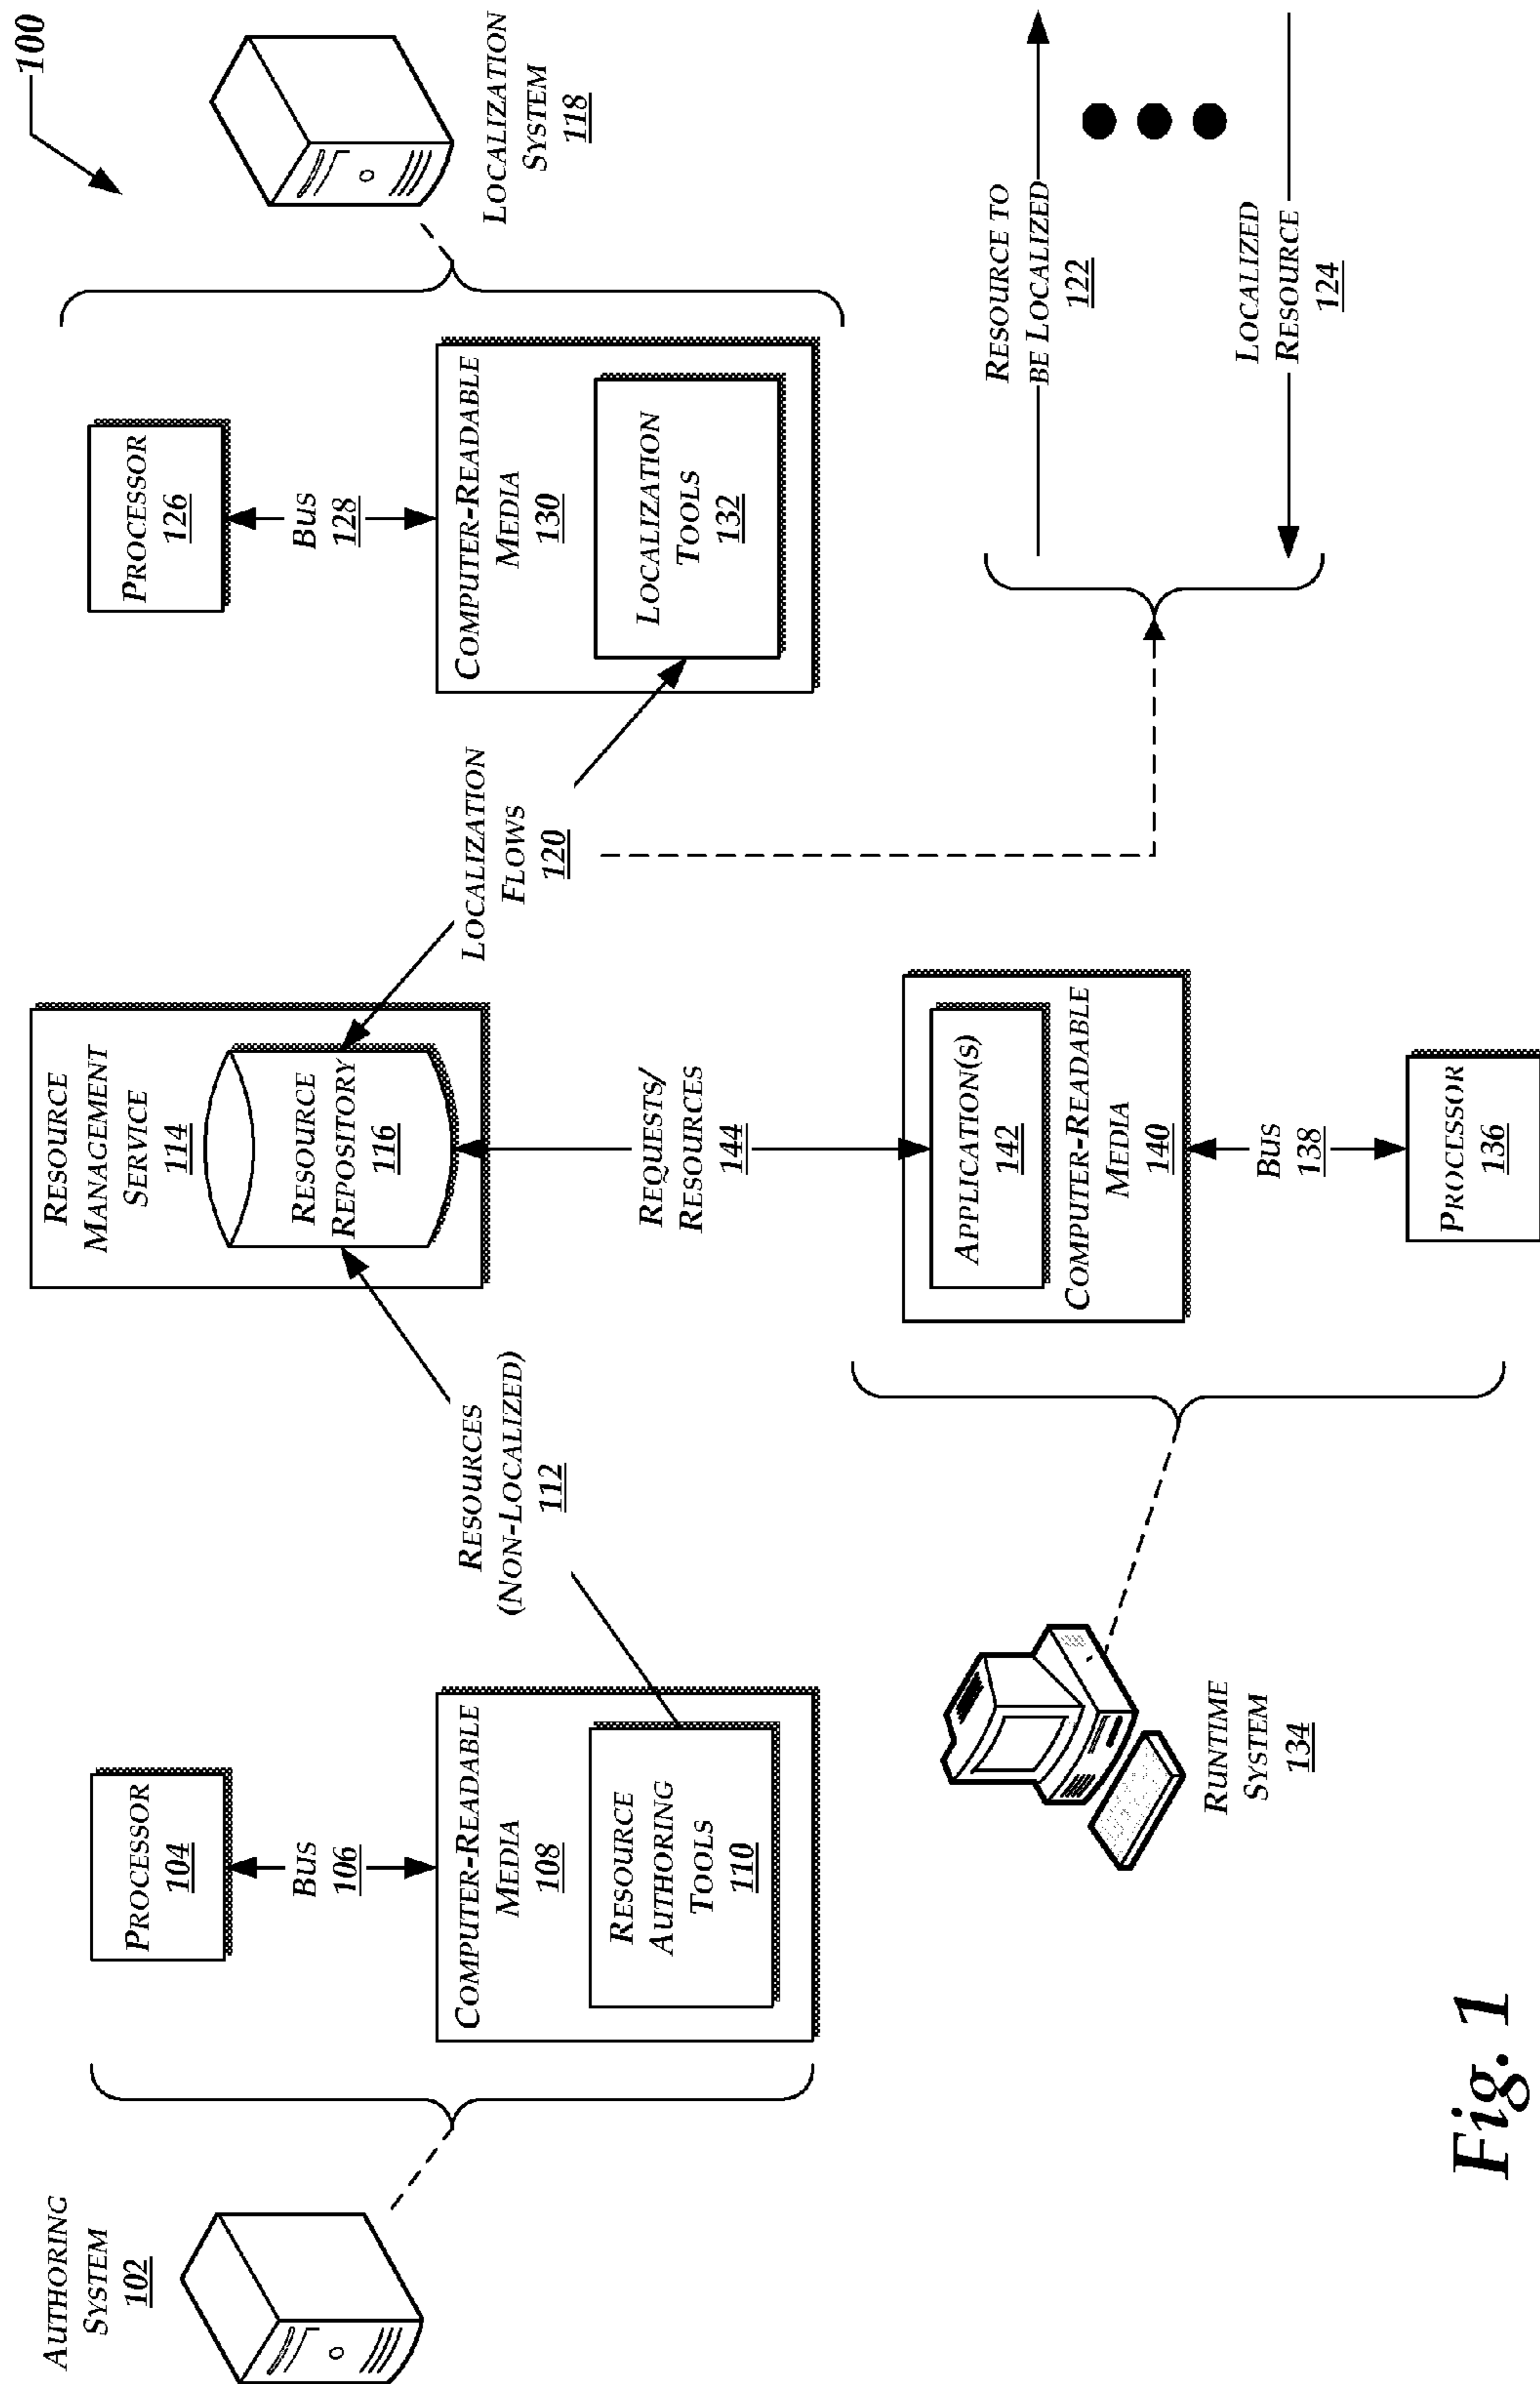 100
AUTHORING
SYSTEM
102
PROCESSOR
104
BUS
106
COMPUTER-READABLE
MEDIA
108
RESOURCE
AUTHORING
TOOLS
110
RESOURCES
(NON-LOCALIZED)
112
RESOURCE
MANAGEMENT
SERVICE
114
RESOURCE
REPOSITORY
116
LOCALIZATION
FLOWS
120
PROCESSOR
126
BUS
128
COMPUTER-READABLE
MEDIA
130
LOCALIZATION
TOOLS
132
LOCALIZATION
SYSTEM
118
REQUESTS/
RESOURCES
144
RUNTIME
SYSTEM
134
APPLICATION(S)
142
COMPUTER-READABLE
MEDIA
140
BUS
138
PROCESSOR
136
RESOURCE TO
BE LOCALIZED
122
LOCALIZED
RESOURCE
124
Fig. 1